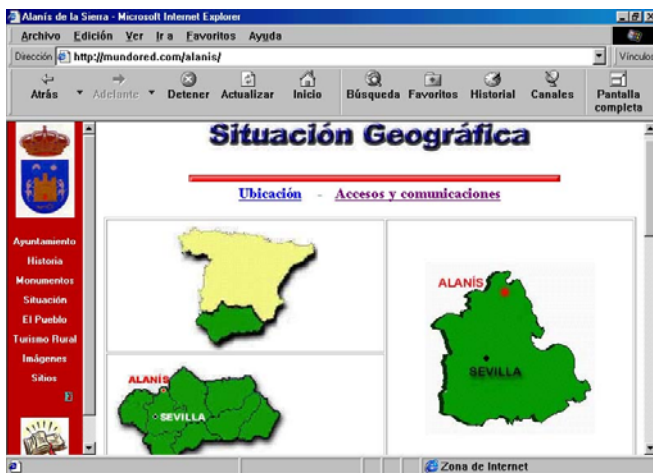 Alanís de la Sierra - Microsoft Internet Explorer
Archivo Edición Ver Ir a Favoritos Ayuda
Dirección http://mundored.com/alanis/ Vínculos
Atrás Adelante Detener Actualizar Inicio Búsqueda Favoritos Historial Canales Pantalla completa
Situación Geográfica
Ubicación - Accesos y comunicaciones
Ayuntamiento
Historia
Monumentos
Situación
El Pueblo
Turismo Rural
Imágenes
Sitios
ALANÍS
SEVILLA
ALANÍS
SEVILLA
Zona de Internet